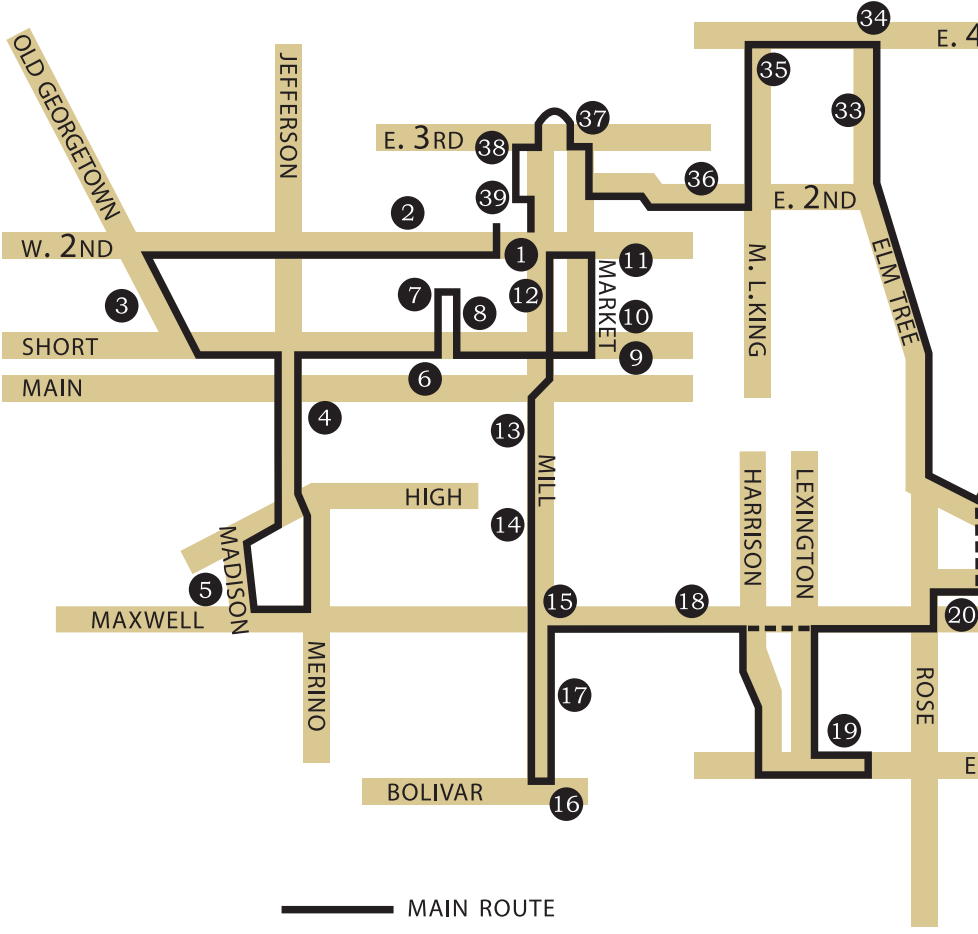 34
E. 4
OLD GEORGETOWN
JEFFERSON
35
33
37
E. 3RD
38
36
39
E. 2ND
2
W. 2ND
1
11
M. L.KING
ELM TREE
MARKET
3
7
12
8
10
SHORT
9
6
MAIN
4
13
MILL
HARRISON
LEXINGTON
HIGH
14
MADISON
5
15
18
MAXWELL
20
MERINO
ROSE
17
19
E
BOLIVAR
16
MAIN ROUTE